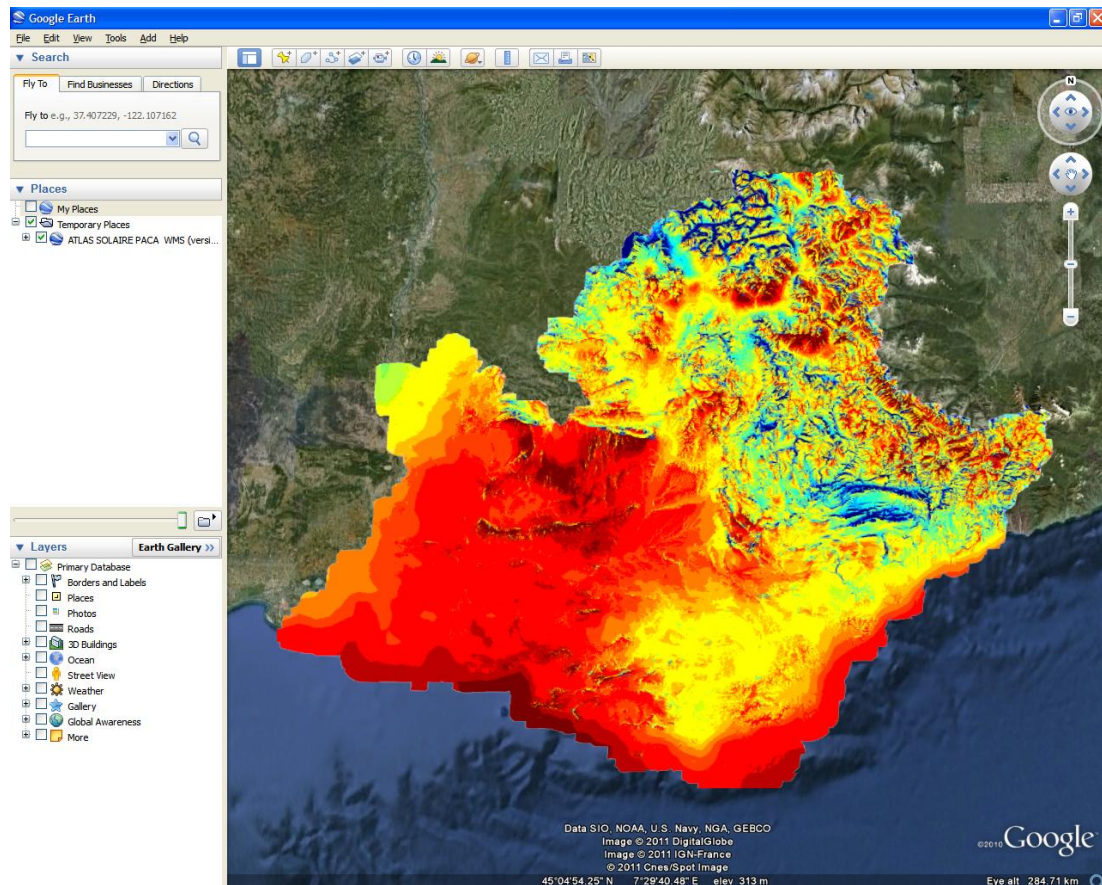 Google Earth
File Edit View Tools Add Help
Search
Fly To Find Businesses Directions
Fly to e.g., 37.407229, -122.107162
Places
My Places
Temporary Places
ATLAS SOLAIRE PACA WMS (versi...
Layers Earth Gallery >>
Primary Database
Borders and Labels
Places
Photos
Roads
3D Buildings
Ocean
Street View
Weather
Gallery
Global Awareness
More
N
Data SIO, NOAA, U.S. Navy, NGA, GEBCO
Image © 2011 DigitalGlobe
Image © 2011 IGN-France
© 2011 Cnes/Spot Image
©2010 Google
45°04'54.25" N 7°29'40.48" E elev 313 m Eye alt 284.71 km